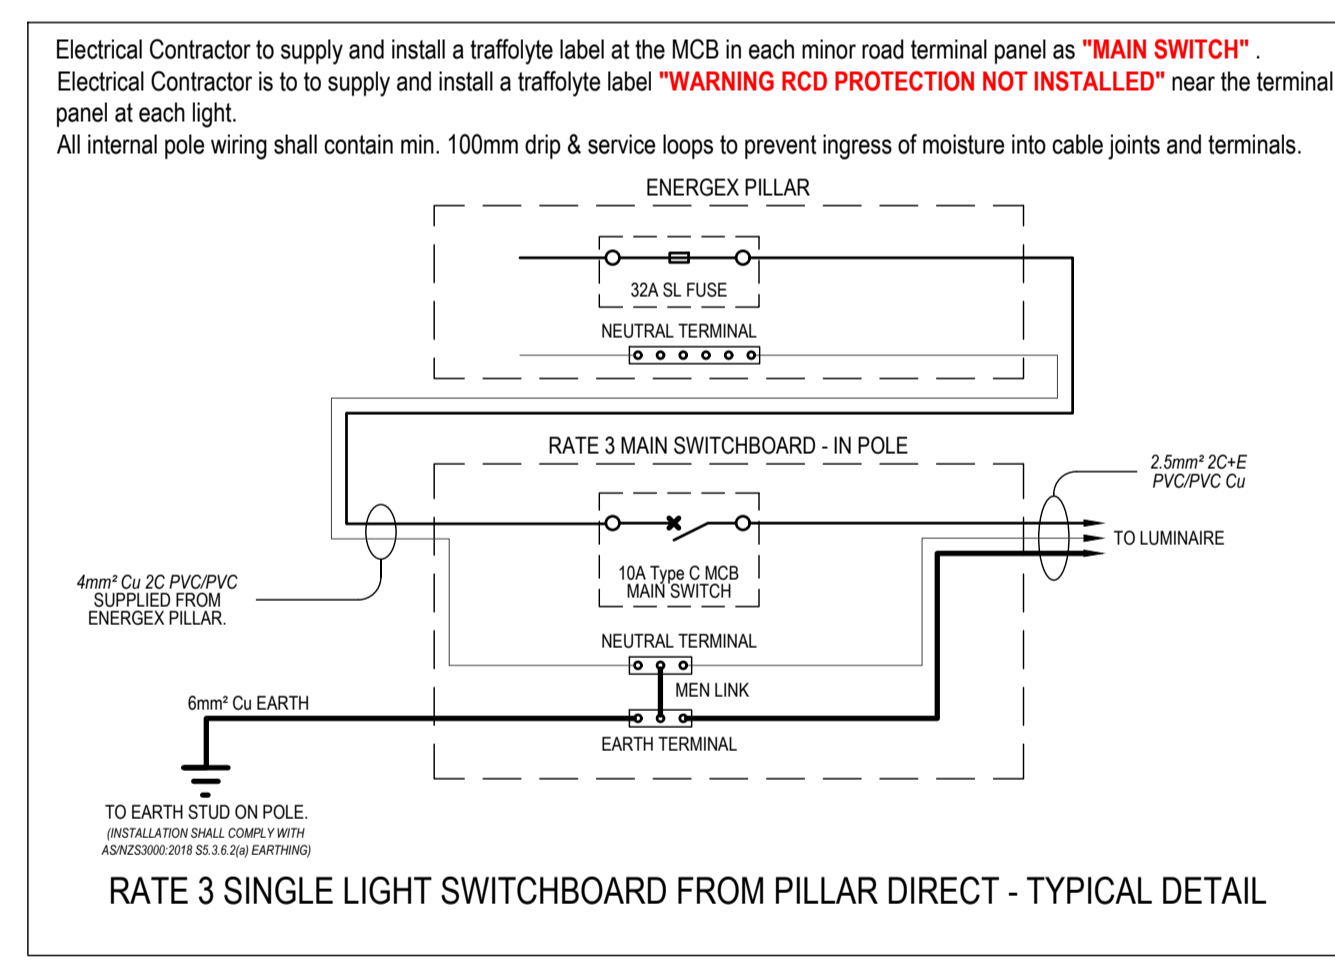 Electrical Contractor to supply and install a traffolyte label at the MCB in each minor road terminal panel as "MAIN SWITCH" .
Electrical Contractor is to to supply and install a traffolyte label "WARNING RCD PROTECTION NOT INSTALLED" near the terminal
panel at each light.
All internal pole wiring shall contain min. 100mm drip & service loops to prevent ingress of moisture into cable joints and terminals.
ENERGEX PILLAR
32A SL FUSE
NEUTRAL TERMINAL
RATE 3 MAIN SWITCHBOARD - IN POLE
2.5mm² 2C+E
PVC/PVC Cu
TO LUMINAIRE
10A Type C MCB
MAIN SWITCH
4mm² Cu 2C PVC/PVC
SUPPLIED FROM
ENERGEX PILLAR.
NEUTRAL TERMINAL
MEN LINK
6mm² Cu EARTH
EARTH TERMINAL
TO EARTH STUD ON POLE.
(INSTALLATION SHALL COMPLY WITH
AS/NZS3000:2018 S5.3.6.2(a) EARTHING)
RATE 3 SINGLE LIGHT SWITCHBOARD FROM PILLAR DIRECT - TYPICAL DETAIL